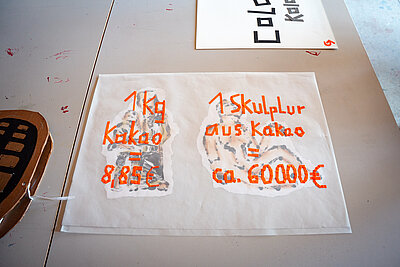 1 kg
kakao
=
8,85 €
1 Skulptur
aus kakao
=
ca. 60000€